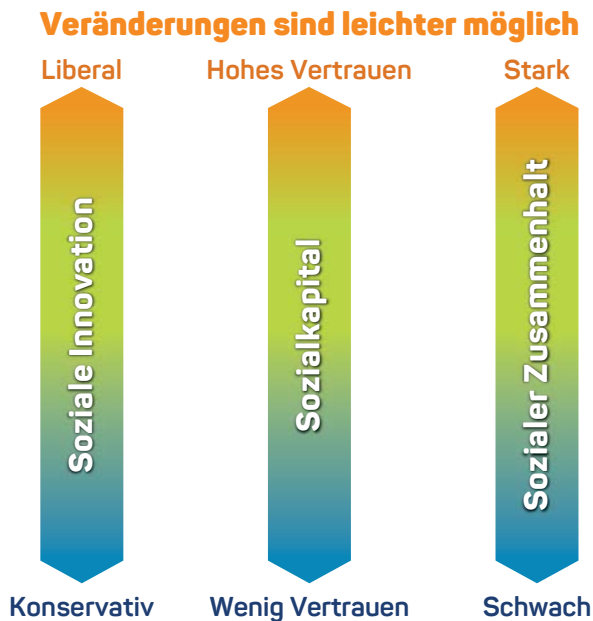 Veränderungen sind leichter möglich
Liberal
Hohes Vertrauen
Stark
Soziale Innovation
Sozialkapital
Sozialer Zusammenhalt
Konservativ
Wenig Vertrauen
Schwach